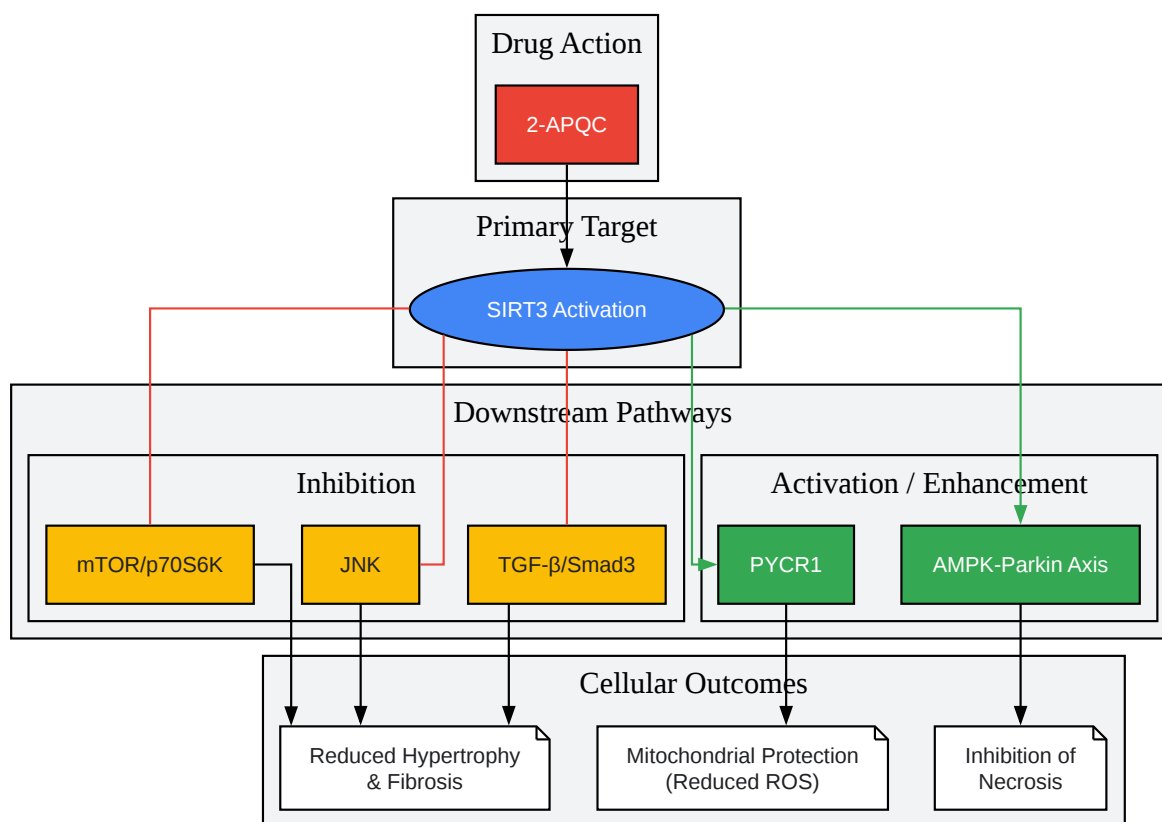 Drug Action
2-APQC
Primary Target
SIRT3 Activation
Downstream Pathways
Inhibition
Activation / Enhancement
mTOR/p70S6K
JNK
TGF-β/Smad3
PYCR1
AMPK-Parkin Axis
Cellular Outcomes
Reduced Hypertrophy
& Fibrosis
Mitochondrial Protection
(Reduced ROS)
Inhibition of
Necrosis